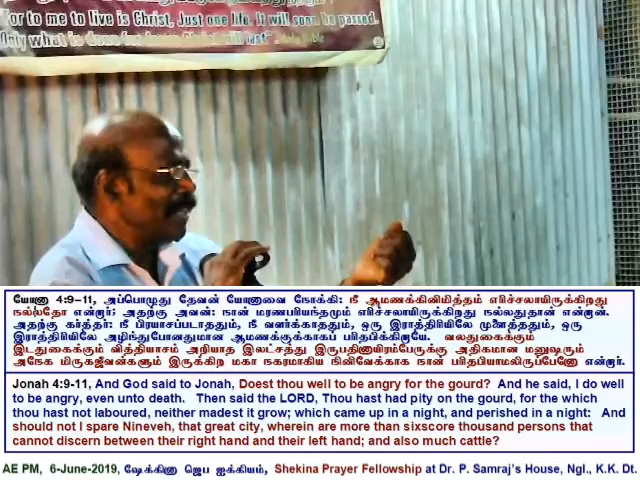 For to me to live is Christ, Just one life- It will soon be passed.
Only what is done for
will last". Holy Bible
யோனா 4:9-11, அப்பொழுது தேவன் யோனாவை நோக்கி: நீ ஆமணக்கினிமித்தம் எரிச்சலாயிருக்கிறது
நல்லதோ என்றார்; அதற்கு அவன்: நான் மரணபரியந்தமும் எரிச்சலாயிருக்கிறது நல்லதுதான் என்றான்.
அதற்கு கர்த்தர்: நீ பிரயாசப்படாததும், நீ வளர்க்காததும், ஒரு இராத்திரியிலே முளைத்ததும், ஒரு
இராத்திரியிலே அழிந்துபோனதுமான ஆமணக்குக்காகப் பரிதபிக்கிறாயே. வலதுகைக்கும்
இடதுகைக்கும் வித்தியாசம் அறியாத இலட்சத்து இருபதினாயிரம்பேருக்கு அதிகமான மனுஷரும்
அநேக மிருகஜீவன்களும் இருக்கிற மகா நகரமாகிய நினிவேக்காக நான் பரிதபியாமலிருப்பேனோ என்றார்.
Jonah 4:9-11, And God said to Jonah, Doest thou well to be angry for the gourd? And he said, I do well
to be angry, even unto death. Then said the LORD, Thou hast had pity on the gourd, for the which
thou hast not laboured, neither madest it grow; which came up in a night, and perished in a night: And
should not I spare Nineveh, that great city, wherein are more than sixscore thousand persons that
cannot discern between their right hand and their left hand; and also much cattle?
AE PM, 6-June-2019, ஷேக்கினா ஜெப ஐக்கியம், Shekina Prayer Fellowship at Dr. P. Samraj's House, Ngl., K.K. Dt.